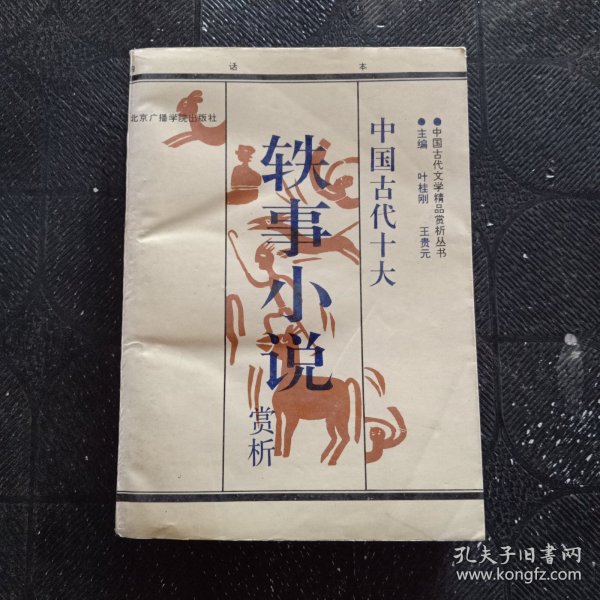 话 本
●中国古代文学精品赏析丛书
●主编 叶桂刚 王贵元
中国古代十大
轶事小说
赏析
北京广播学院出版社
孔夫子旧书网
www.kongfz.com